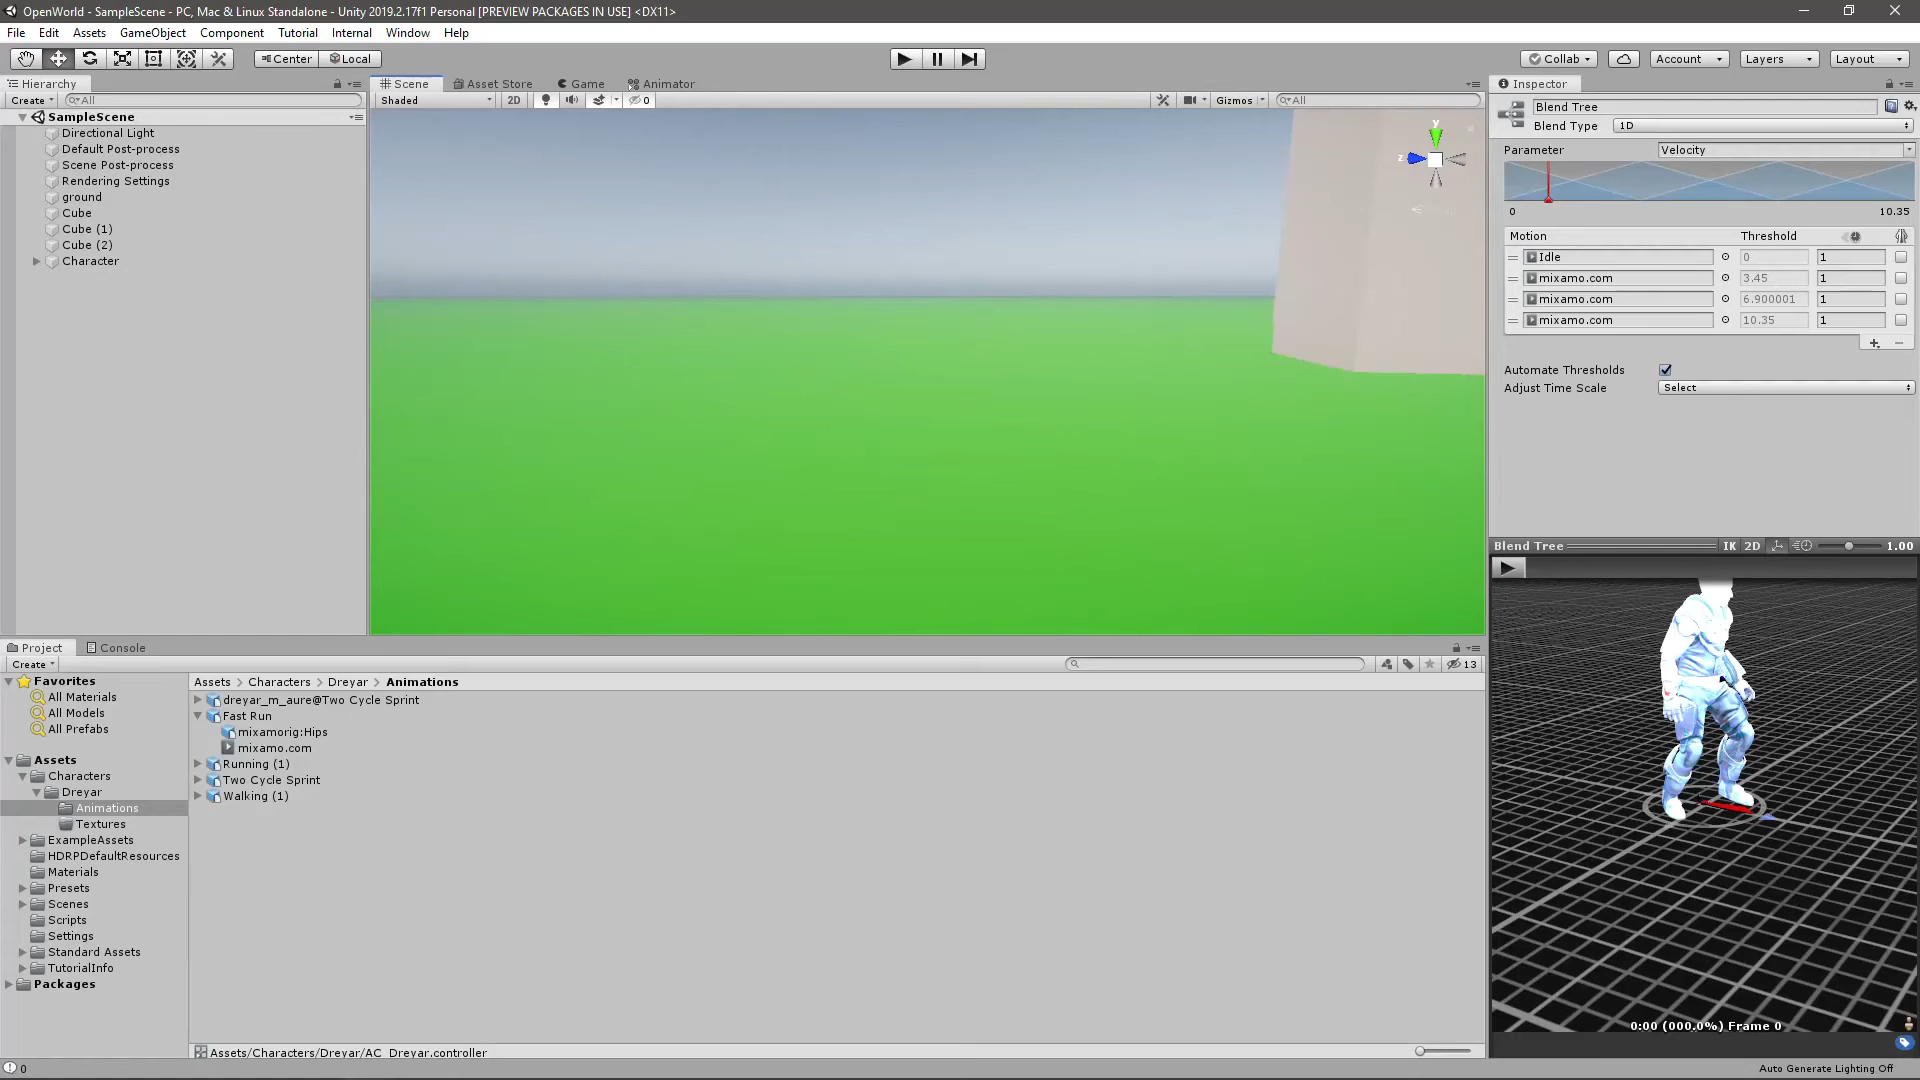 OpenWorld - SampleScene - PC, Mac & Linux Standalone - Unity 2019.2.17f1 Personal [PREVIEW PACKAGES IN USE] <DX11>
File Edit Assets GameObject Component Tutorial Internal Window Help
Center Local Collab Account Layers Layout
Hierarchy
Create All
SampleScene
Directional Light
Default Post-process
Scene Post-process
Rendering Settings
ground
Cube
Cube (1)
Cube (2)
Character
Scene Asset Store Game Animator
Shaded 2D 0 Gizmos All
y
z
Inspector
Blend Tree
Blend Type 1D
Parameter Velocity
0 10.35
Motion Threshold
Idle 0 1
mixamo.com 3.45 1
mixamo.com 6.900001 1
mixamo.com 10.35 1
Automate Thresholds
Adjust Time Scale Select
Blend Tree IK 2D 1.00
0:00 (000.0%) Frame 0
Project Console
Create 13
Favorites
All Materials
All Models
All Prefabs
Assets
Characters
Dreyar
Animations
Textures
ExampleAssets
HDRPDefaultResources
Materials
Presets
Scenes
Scripts
Settings
Standard Assets
TutorialInfo
Packages
Assets > Characters > Dreyar > Animations
dreyar_m_aure@Two Cycle Sprint
Fast Run
mixamorig:Hips
mixamo.com
Running (1)
Two Cycle Sprint
Walking (1)
Assets/Characters/Dreyar/AC_Dreyar.controller
0 Auto Generate Lighting Off